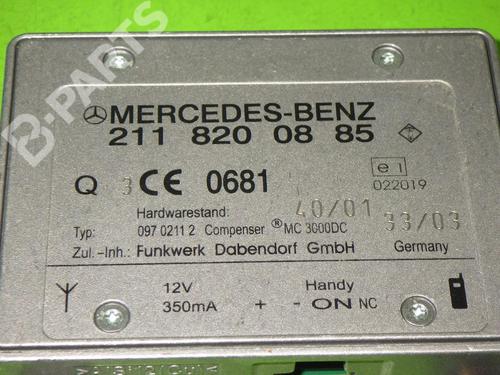 B-PARTS
MERCEDES-BENZ
211 820 08 85
Q 3 CE 0681
e1
022019
Hardwarestand: 40/01 33/03
Typ: 097 0211 2 Compenser ® MC 3000DC
Zul.-Inh.: Funkwerk Dabendorf GmbH Germany
12V Handy
350mA + - ON NC